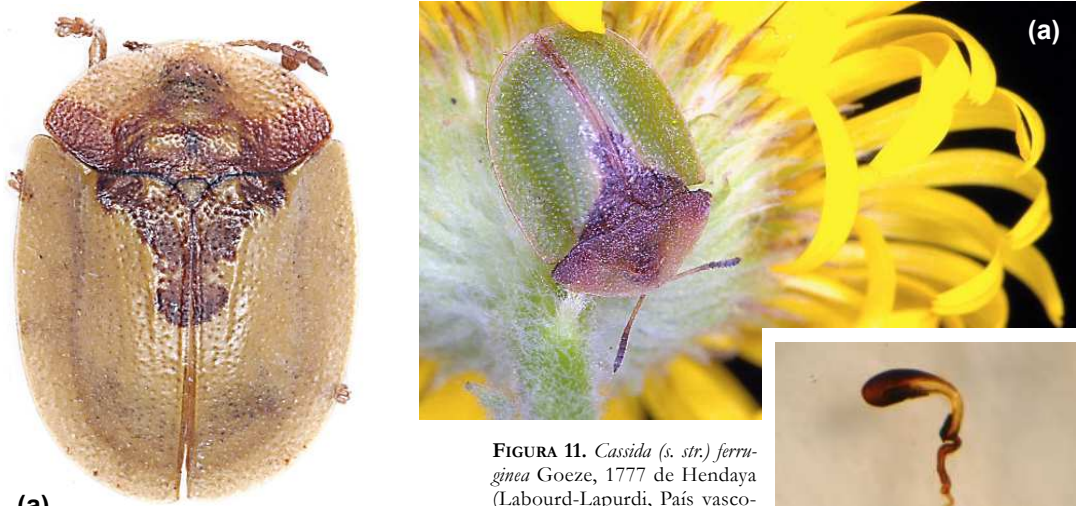 (a)
FIGURA 11. Cassida (s. str.) ferru-
ginea Goeze, 1777 de Hendaya
(Labourd-Lapurdi, País vasco-
(a)